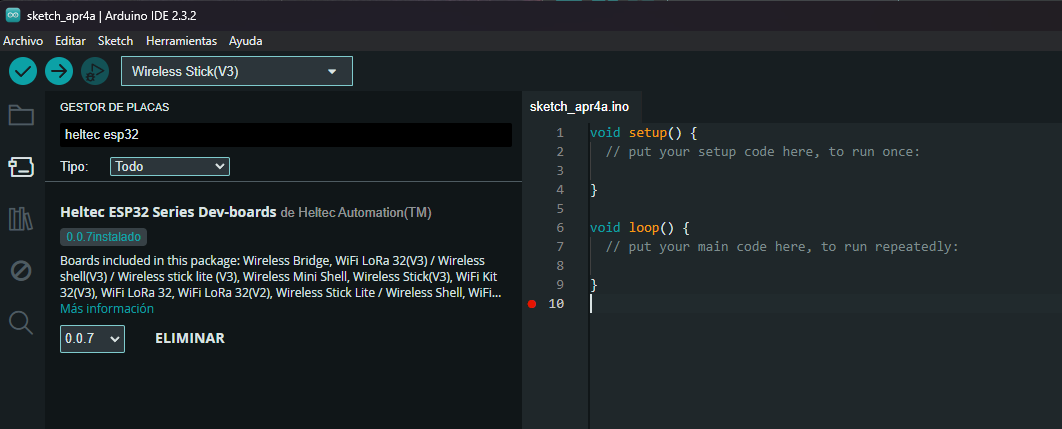 sketch_apr4a | Arduino IDE 2.3.2
Archivo Editar Sketch Herramientas Ayuda
Wireless Stick(V3)
GESTOR DE PLACAS
heltec esp32
Tipo: Todo
Heltec ESP32 Series Dev-boards de Heltec Automation(TM)
0.0.7instalado
Boards included in this package: Wireless Bridge, WiFi LoRa 32(V3) / Wireless
shell(V3) / Wireless stick lite (V3), Wireless Mini Shell, Wireless Stick(V3), WiFi Kit
32(V3), WiFi LoRa 32, WiFi LoRa 32(V2), Wireless Stick Lite / Wireless Shell, WiFi...
Más información
0.0.7 ELIMINAR
sketch_apr4a.ino
1 void setup() {
2 // put your setup code here, to run once:
3
4 }
5
6 void loop() {
7 // put your main code here, to run repeatedly:
8
9 }
10